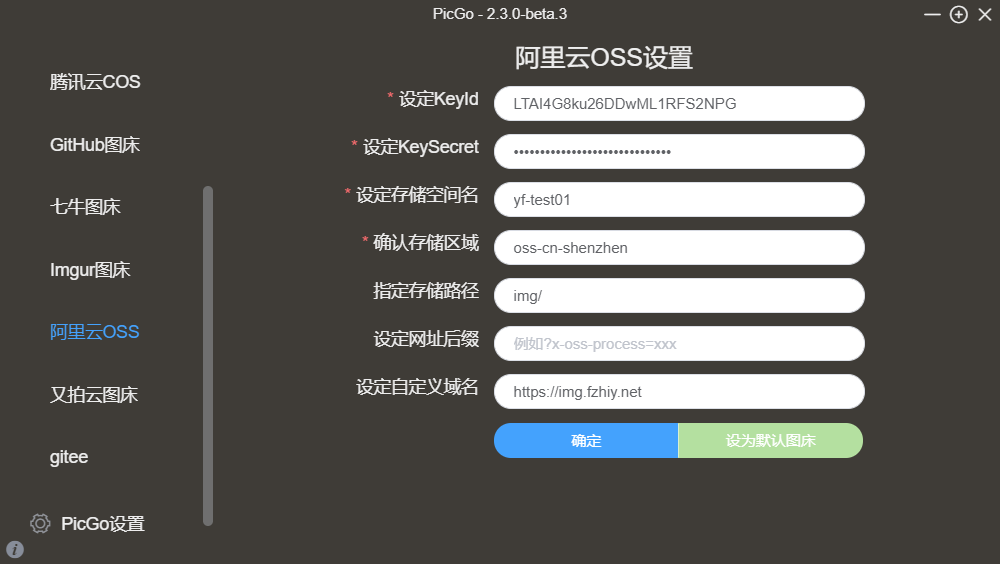 PicGo - 2.3.0-beta.3
腾讯云COS
GitHub图床
七牛图床
Imgur图床
阿里云OSS
又拍云图床
gitee
PicGo设置
阿里云OSS设置
* 设定KeyId LTAI4G8ku26DDwML1RFS2NPG
* 设定KeySecret ••••••••••••••••••••••••••••••
* 设定存储空间名 yf-test01
* 确认存储区域 oss-cn-shenzhen
指定存储路径 img/
设定网址后缀 例如?x-oss-process=xxx
设定自定义域名 https://img.fzhiy.net
确定 设为默认图床